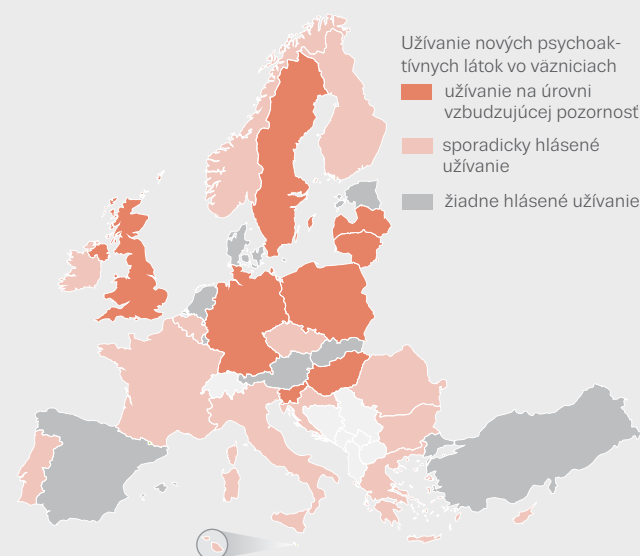 Užívanie nových psychoak-
tívnych látok vo väzniciach
užívanie na úrovni
vzbudzujúcej pozornosť
sporadicky hlásené
užívanie
žiadne hlásené užívanie